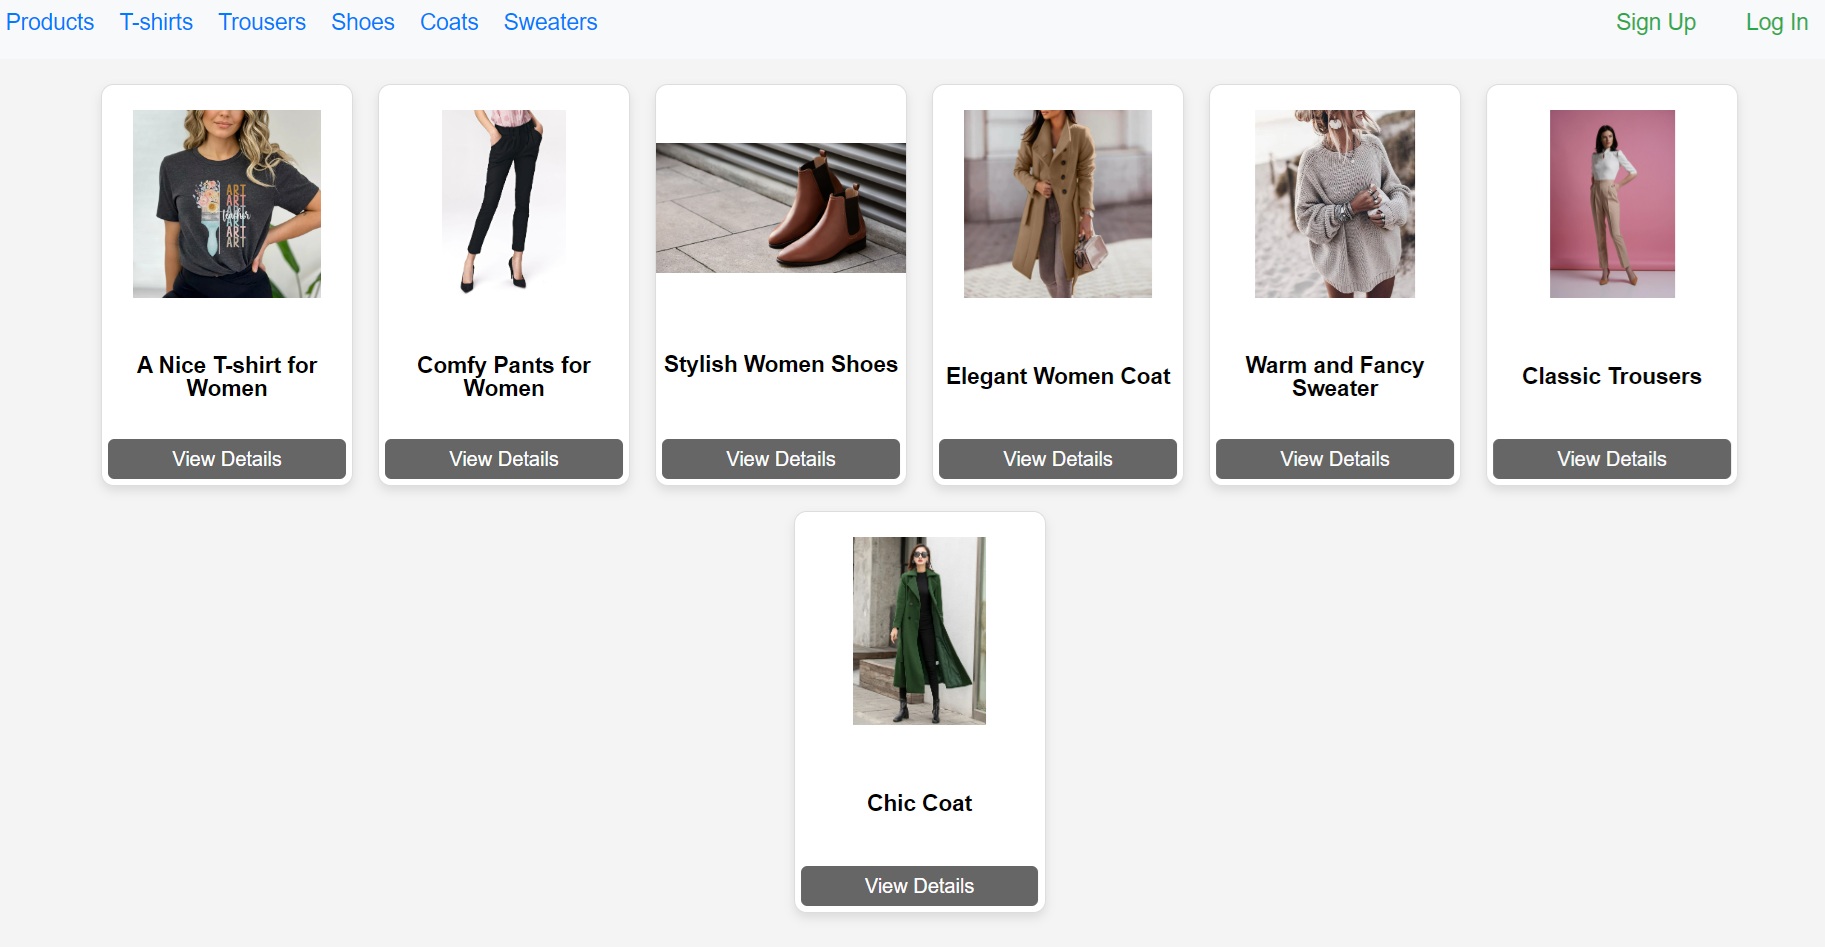 Products T-shirts Trousers Shoes Coats Sweaters Sign Up Log In
ART
ART
ART
teacher
ART
ART
A Nice T-shirt for
Women
View Details
Comfy Pants for
Women
View Details
Stylish Women Shoes
View Details
Elegant Women Coat
View Details
Warm and Fancy
Sweater
View Details
Classic Trousers
View Details
Chic Coat
View Details